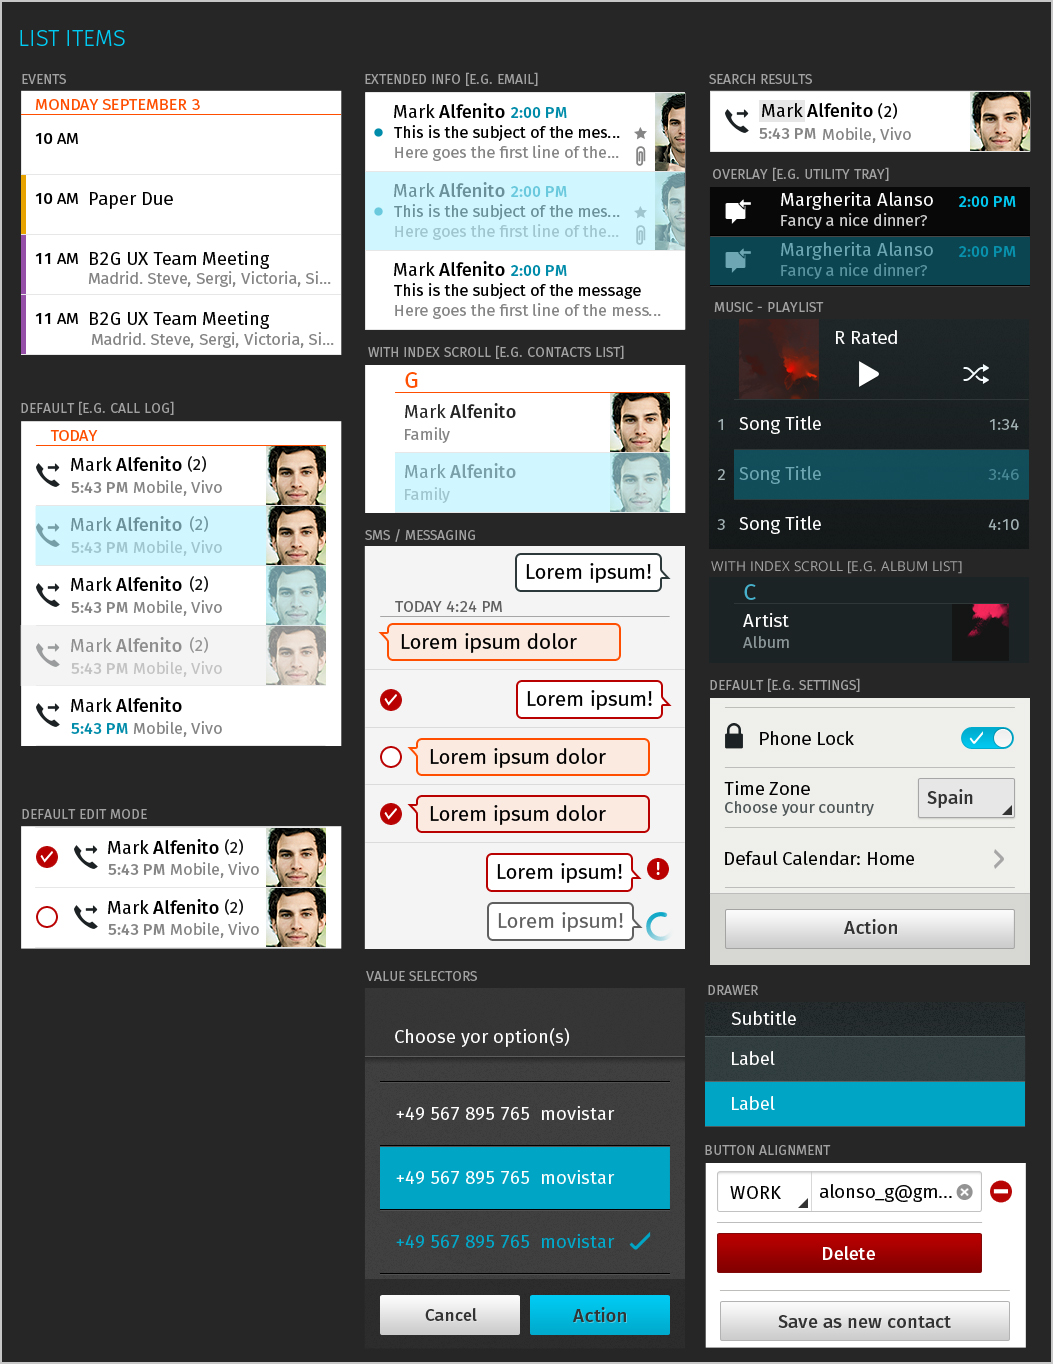 LIST ITEMS
EVENTS
MONDAY SEPTEMBER 3
10 AM
10 AM Paper Due
11 AM B2G UX Team Meeting
Madrid. Steve, Sergi, Victoria, Si...
11 AM B2G UX Team Meeting
Madrid. Steve, Sergi, Victoria, Si...
DEFAULT [E.G. CALL LOG]
TODAY
Mark Alfenito (2)
5:43 PM Mobile, Vivo
Mark Alfenito (2)
5:43 PM Mobile, Vivo
Mark Alfenito (2)
5:43 PM Mobile, Vivo
Mark Alfenito (2)
5:43 PM Mobile, Vivo
Mark Alfenito
5:43 PM Mobile, Vivo
DEFAULT EDIT MODE
Mark Alfenito (2)
5:43 PM Mobile, Vivo
Mark Alfenito (2)
5:43 PM Mobile, Vivo
EXTENDED INFO [E.G. EMAIL]
Mark Alfenito 2:00 PM
This is the subject of the mes...
Here goes the first line of the...
Mark Alfenito 2:00 PM
This is the subject of the mes...
Here goes the first line of the...
Mark Alfenito 2:00 PM
This is the subject of the message
Here goes the first line of the mess...
WITH INDEX SCROLL [E.G. CONTACTS LIST]
G
Mark Alfenito
Family
Mark Alfenito
Family
SMS / MESSAGING
Lorem ipsum!
TODAY 4:24 PM
Lorem ipsum dolor
Lorem ipsum!
Lorem ipsum dolor
Lorem ipsum dolor
Lorem ipsum!
Lorem ipsum!
VALUE SELECTORS
Choose yor option(s)
+49 567 895 765 movistar
+49 567 895 765 movistar
+49 567 895 765 movistar
Cancel Action
SEARCH RESULTS
Mark Alfenito (2)
5:43 PM Mobile, Vivo
OVERLAY [E.G. UTILITY TRAY]
Margherita Alanso 2:00 PM
Fancy a nice dinner?
Margherita Alanso 2:00 PM
Fancy a nice dinner?
MUSIC - PLAYLIST
R Rated
1 Song Title 1:34
2 Song Title 3:46
3 Song Title 4:10
WITH INDEX SCROLL [E.G. ALBUM LIST]
C
Artist
Album
DEFAULT [E.G. SETTINGS]
Phone Lock
Time Zone
Choose your country
Spain
Defaul Calendar: Home
Action
DRAWER
Subtitle
Label
Label
BUTTON ALIGNMENT
WORK alonso_g@gm...
Delete
Save as new contact